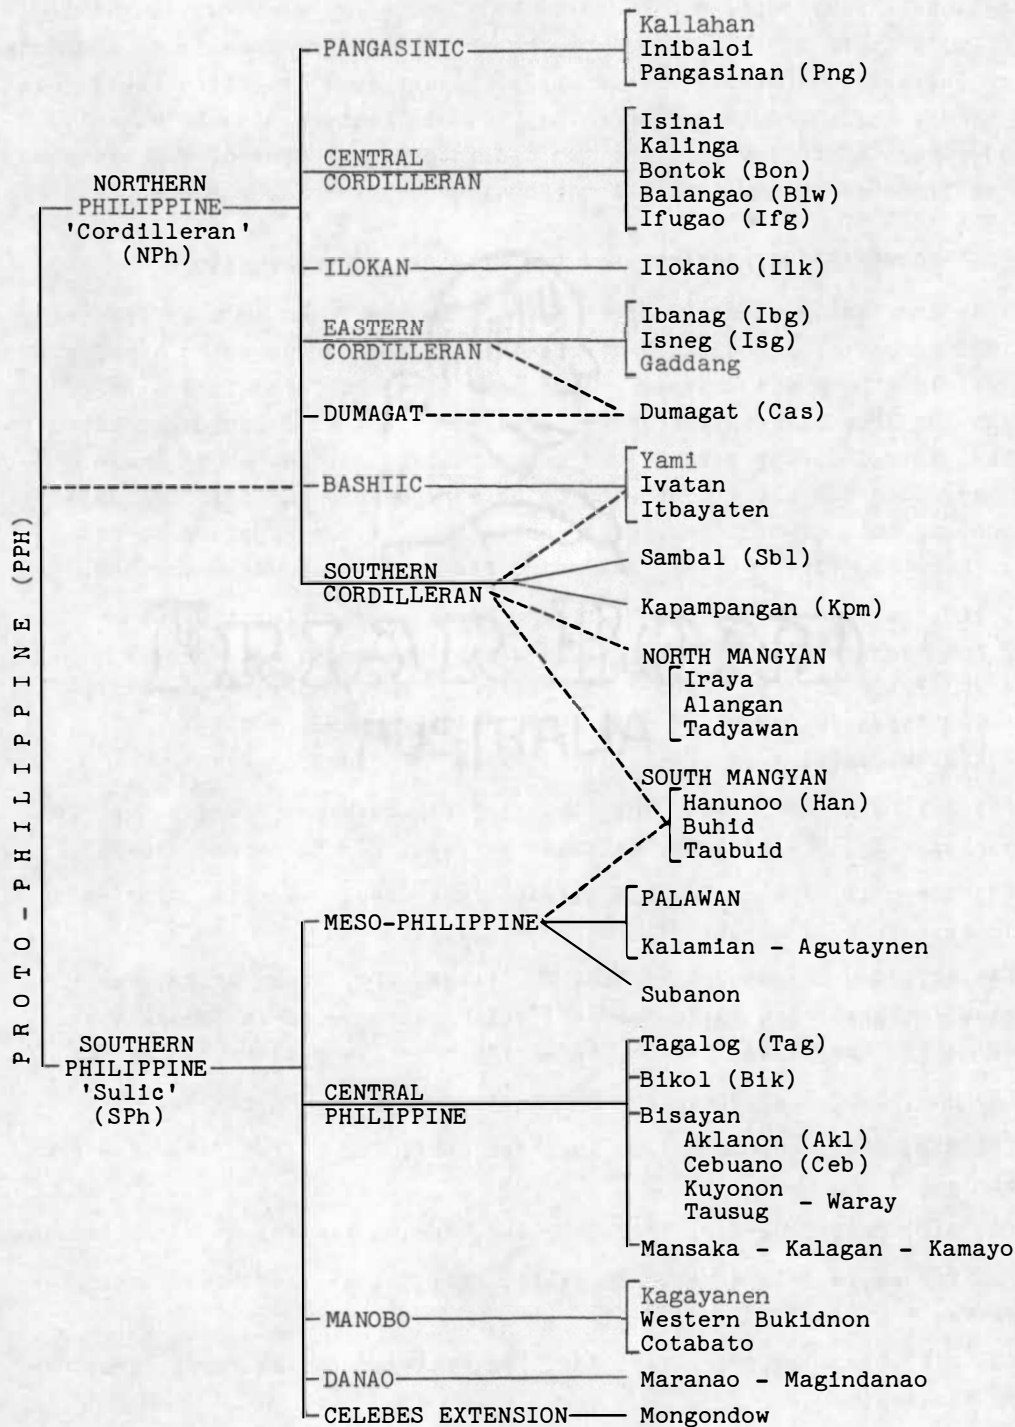 PROTO-PHILIPPINE (PPH)
NORTHERN
PHILIPPINE
'Cordilleran'
(NPh)
PANGASINIC
Kallahan
Inibaloi
Pangasinan (Png)
CENTRAL
CORDILLERAN
Isinai
Kalinga
Bontok (Bon)
Balangao (Blw)
Ifugao (Ifg)
ILOKAN
Ilokano (Ilk)
EASTERN
CORDILLERAN
Ibanag (Ibg)
Isneg (Isg)
Gaddang
DUMAGAT
Dumagat (Cas)
BASHIIC
Yami
Ivatan
Itbayaten
SOUTHERN
CORDILLERAN
Sambal (Sbl)
Kapampangan (Kpm)
NORTH MANGYAN
Iraya
Alangan
Tadyawan
SOUTH MANGYAN
Hanunoo (Han)
Buhid
Taubuid
SOUTHERN
PHILIPPINE
'Sulic'
(SPh)
MESO-PHILIPPINE
PALAWAN
Kalamian - Agutaynen
Subanon
CENTRAL
PHILIPPINE
Tagalog (Tag)
Bikol (Bik)
Bisayan
Aklanon (Akl)
Cebuano (Ceb)
Kuyonon
Tausug - Waray
Mansaka - Kalagan - Kamayo
MANOBO
Kagayanen
Western Bukidnon
Cotabato
DANAO
Maranao - Magindanao
CELEBES EXTENSION
Mongondow